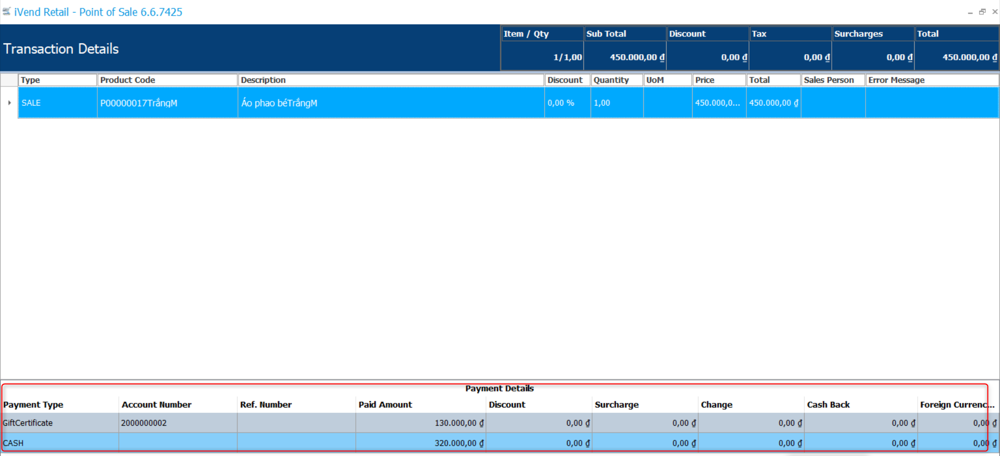 iVend Retail - Point of Sale 6.6.7425
Transaction Details
Item / Qty Sub Total Discount Tax Surcharges Total
1/1,00 450.000,00 ₫ 0,00 ₫ 0,00 ₫ 0,00 ₫ 450.000,00 ₫
Type Product Code Description Discount Quantity UoM Price Total Sales Person Error Message
SALE P00000017TrắngM Áo phao béTrắngM 0,00 % 1,00 450.000,0... 450.000,00 ₫
Payment Details
Payment Type Account Number Ref. Number Paid Amount Discount Surcharge Change Cash Back Foreign Currenc...
GiftCertificate 2000000002 130.000,00 ₫ 0,00 ₫ 0,00 ₫ 0,00 ₫ 0,00 ₫ 0,00 ₫
CASH 320.000,00 ₫ 0,00 ₫ 0,00 ₫ 0,00 ₫ 0,00 ₫ 0,00 ₫